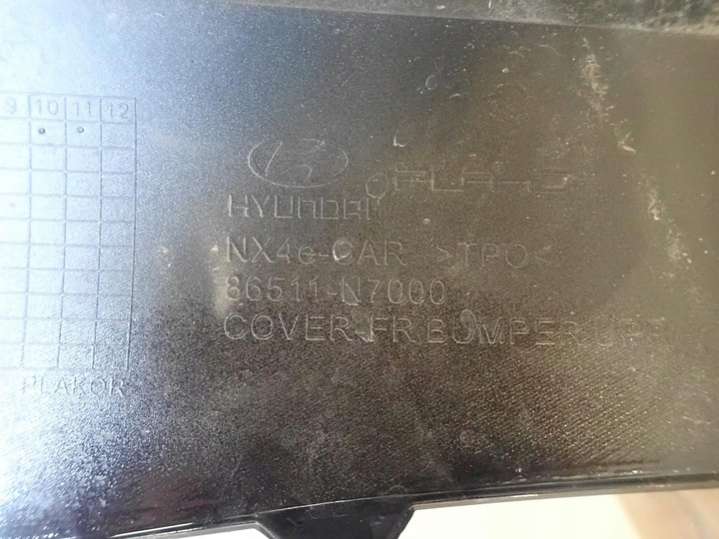 9 10 11 12
HYUNDAI
NX4e-CAR >TPO<
86511-N7000
COVER-FR BUMPER UPR
PLAKOR